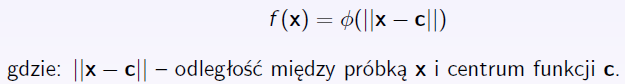 f(x) = ϕ(||x − c||)
gdzie: ||x − c|| – odległość między próbką x i centrum funkcji c.